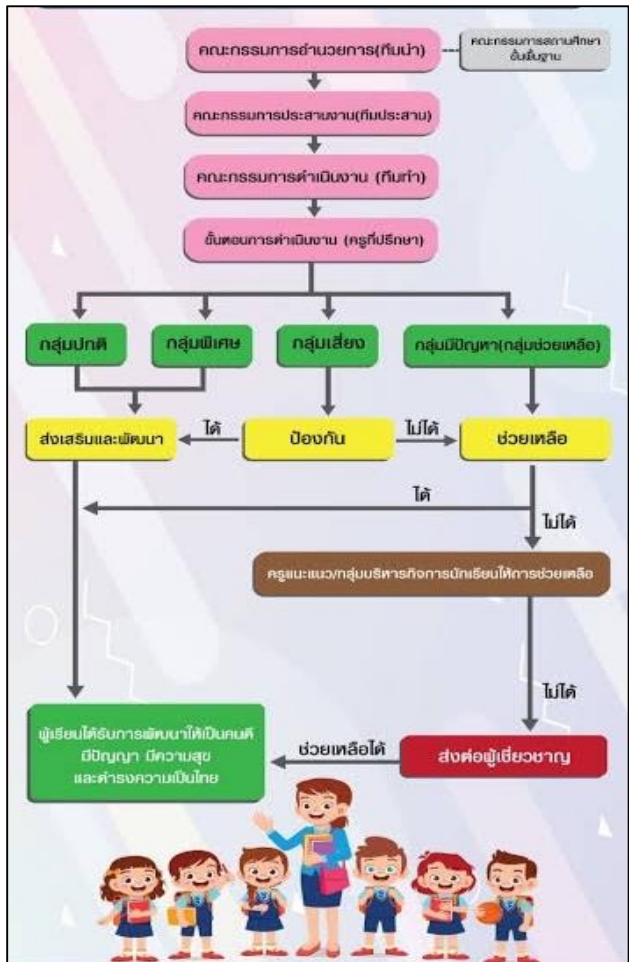 คณะกรรมการอำนวยการ(ทีมนำ)
คณะกรรมการสถานศึกษา
ขั้นพื้นฐาน
คณะกรรมการประสานงาน(ทีมประสาน)
คณะกรรมการดำเนินงาน (ทีมทำ)
ขั้นตอนการดำเนินงาน (ครูที่ปรึกษา)
กลุ่มปกติ
กลุ่มพิเศษ
กลุ่มเสี่ยง
กลุ่มมีปัญหา(กลุ่มช่วยเหลือ)
ส่งเสริมและพัฒนา
ได้
ป้องกัน
ไม่ได้
ช่วยเหลือ
ได้
ไม่ได้
ครูแนะแนว/กลุ่มบริหารกิจการนักเรียนให้การช่วยเหลือ
ไม่ได้
ผู้เรียนได้รับการพัฒนาให้เป็นคนดี
มีปัญญา มีความสุข
และดำรงความเป็นไทย
ช่วยเหลือได้
ส่งต่อผู้เชี่ยวชาญ